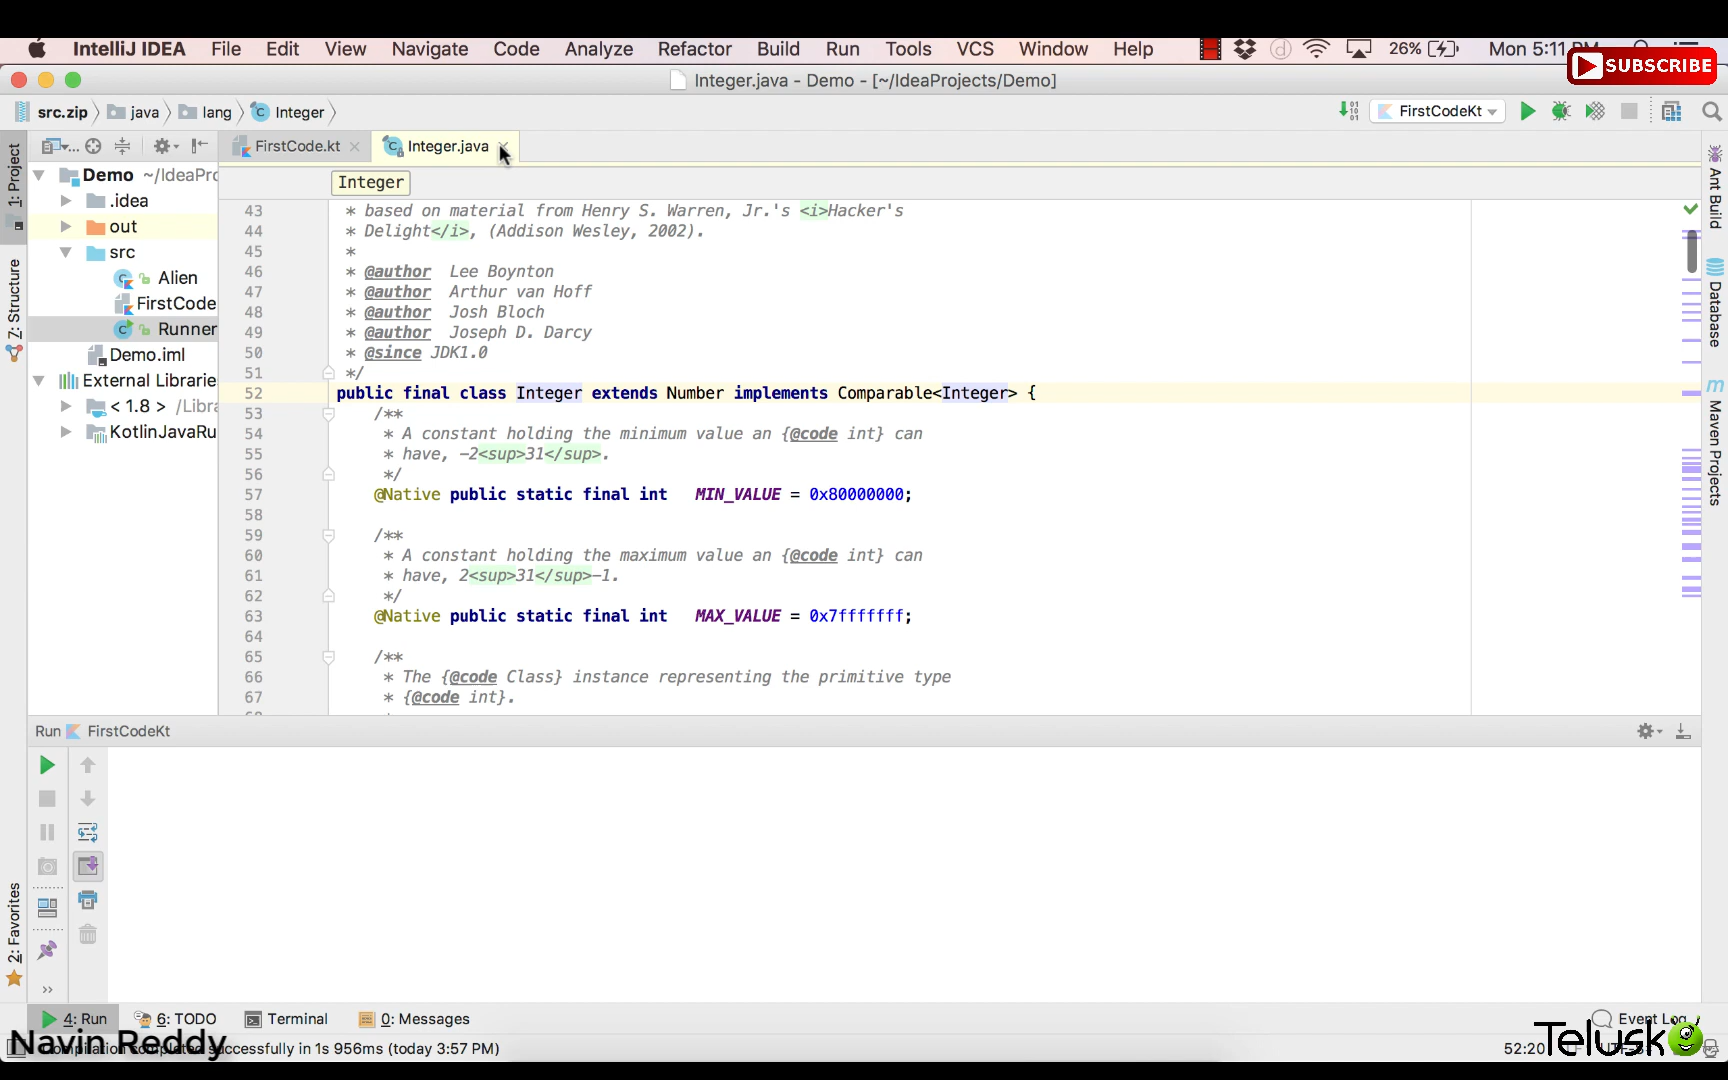 IntelliJ IDEA File Edit View Navigate Code Analyze Refactor Build Run Tools VCS Window Help 26% Mon 5:11
SUBSCRIBE
Integer.java - Demo - [~/IdeaProjects/Demo]
src.zip java lang Integer FirstCodeKt
FirstCode.kt Integer.java
1: Project
Z: Structure
2: Favorites
Demo ~/IdeaPro
.idea
out
src
Alien
FirstCode
Runner
Demo.iml
External Librarie
< 1.8 > /Libra
KotlinJavaRu
Integer
43 * based on material from Henry S. Warren, Jr.'s <i>Hacker's
44 * Delight</i>, (Addison Wesley, 2002).
45 *
46 * @author Lee Boynton
47 * @author Arthur van Hoff
48 * @author Josh Bloch
49 * @author Joseph D. Darcy
50 * @since JDK1.0
51 */
52 public final class Integer extends Number implements Comparable<Integer> {
53 /**
54 * A constant holding the minimum value an {@code int} can
55 * have, -2<sup>31</sup>.
56 */
57 @Native public static final int MIN_VALUE = 0x80000000;
58
59 /**
60 * A constant holding the maximum value an {@code int} can
61 * have, 2<sup>31</sup>-1.
62 */
63 @Native public static final int MAX_VALUE = 0x7fffffff;
64
65 /**
66 * The {@code Class} instance representing the primitive type
67 * {@code int}.
Ant Build
Database
Maven Projects
Run FirstCodeKt
4: Run 6: TODO Terminal 0: Messages Event Log
Navin Reddy
Compilation completed successfully in 1s 956ms (today 3:57 PM) 52:20
Telusko